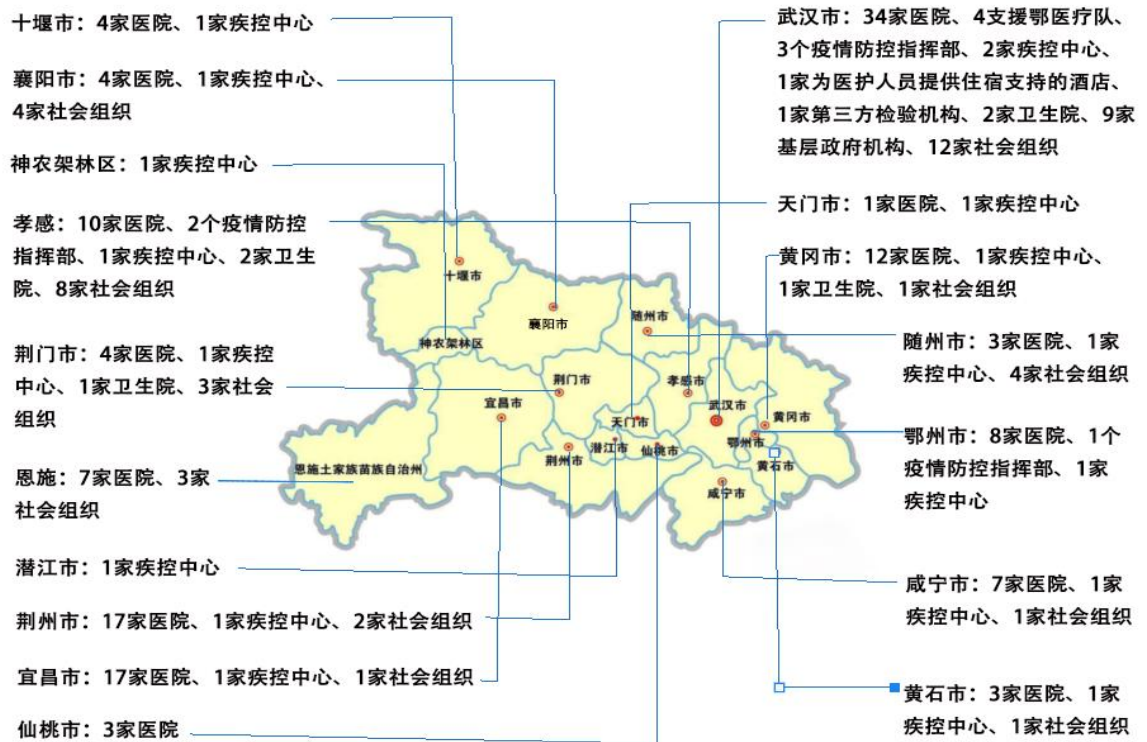 十堰市：4家医院、1家疾控中心
襄阳市：4家医院、1家疾控中心、
4家社会组织
神农架林区：1家疾控中心
孝感：10家医院、2个疫情防控
指挥部、1家疾控中心、2家卫生
院、8家社会组织
荆门市：4家医院、1家疾控
中心、1家卫生院、3家社会
组织
恩施：7家医院、3家
社会组织
潜江市：1家疾控中心
荆州市：17家医院、1家疾控中心、2家社会组织
宜昌市：17家医院、1家疾控中心、1家社会组织
仙桃市：3家医院
武汉市：34家医院、4支援鄂医疗队、
3个疫情防控指挥部、2家疾控中心、
1家为医护人员提供住宿支持的酒店、
1家第三方检验机构、2家卫生院、9家
基层政府机构、12家社会组织
天门市：1家医院、1家疾控中心
黄冈市：12家医院、1家疾控中心、
1家卫生院、1家社会组织
随州市：3家医院、1家
疾控中心、4家社会组织
鄂州市：8家医院、1个
疫情防控指挥部、1家
疾控中心
咸宁市：7家医院、1家
疾控中心、1家社会组织
黄石市：3家医院、1家
疾控中心、1家社会组织
十堰市
襄阳市
随州市
神农架林区
荆门市
孝感市
宜昌市
武汉市
天门市
黄冈市
鄂州市
潜江市
仙桃市
荆州市
黄石市
恩施土家族苗族自治州
咸宁市